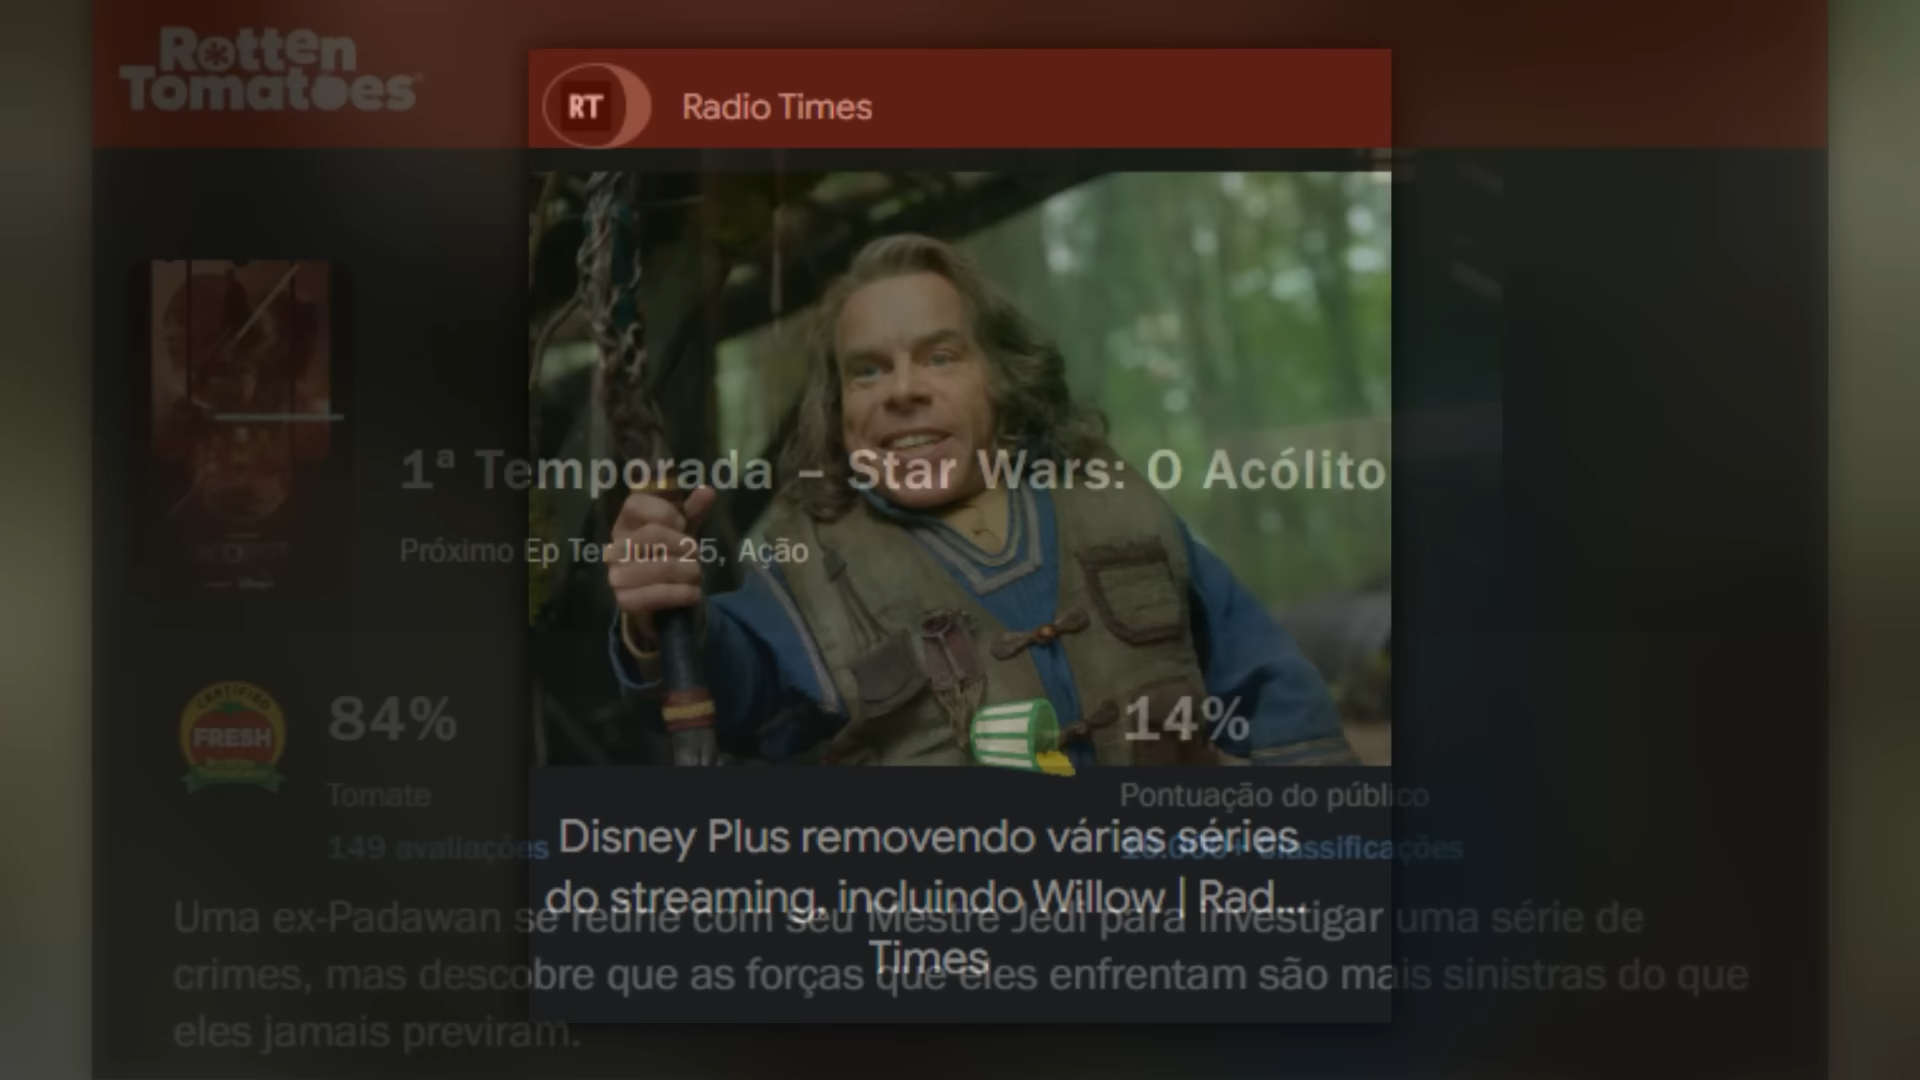 Rotten
Tomatoes
RT Radio Times
1ª Temporada – Star Wars: O Acólito
Próximo Ep Ter Jun 25, Ação
CERTIFIED
FRESH
84%
14%
Tomate
Pontuação do público
149 avaliações
classificações
Disney Plus removendo várias séries
do streaming, incluindo Willow | Rad...
Times
Uma ex-Padawan se reúne com seu Mestre Jedi para investigar uma série de
crimes, mas descobre que as forças que eles enfrentam são mais sinistras do que
eles jamais previram.